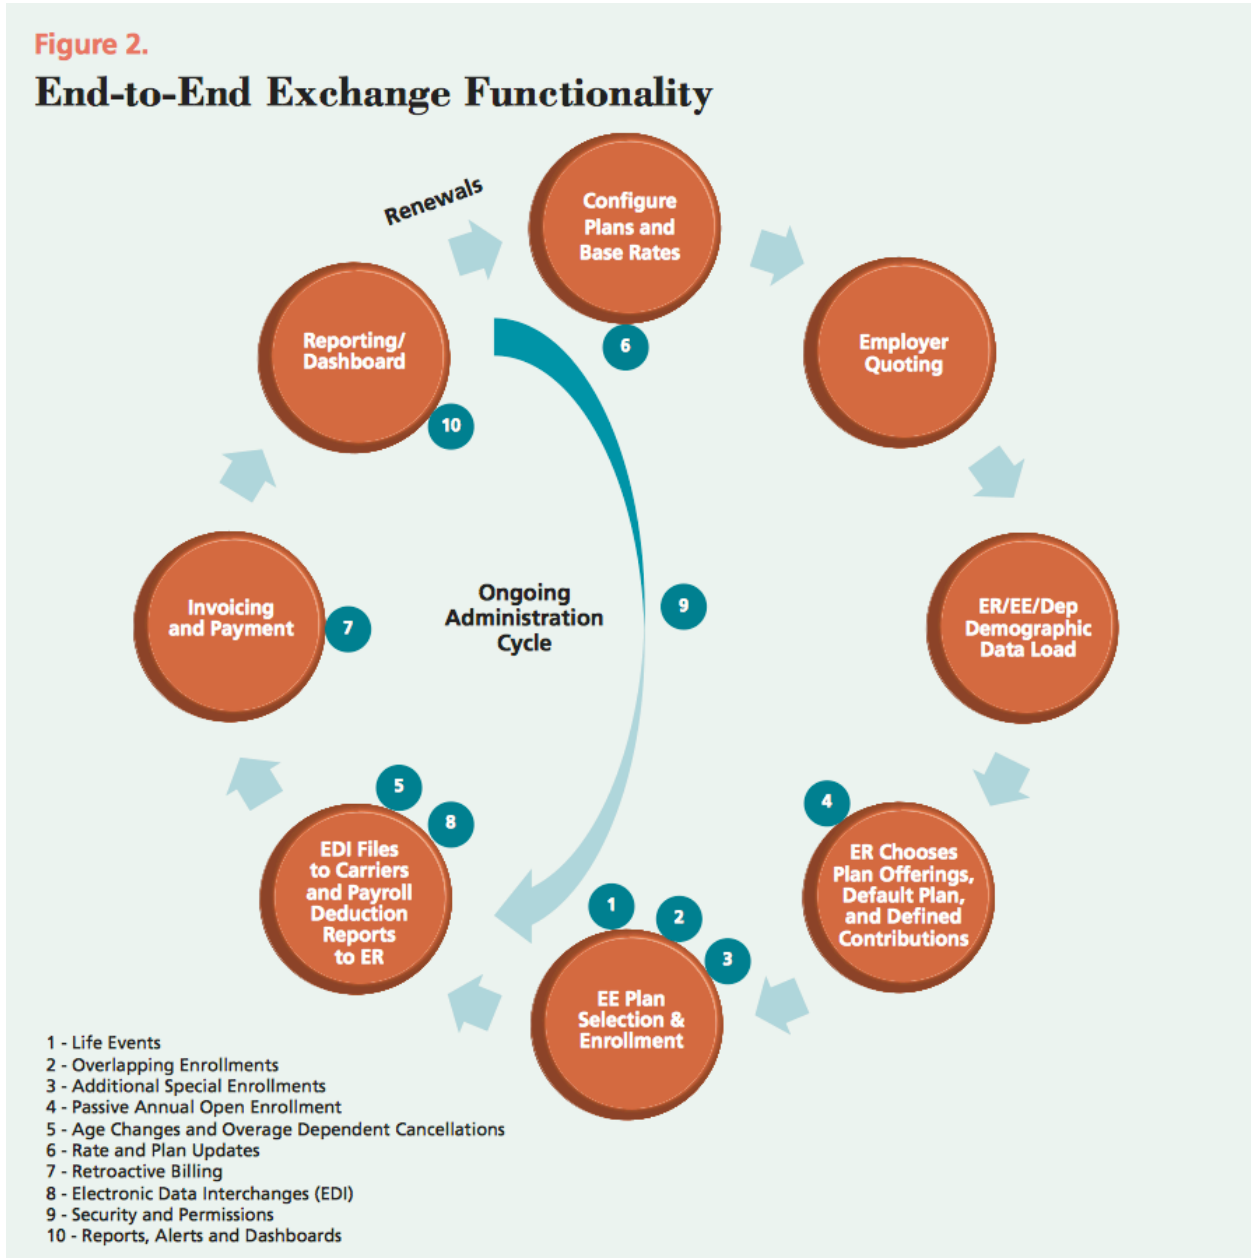 Figure 2.
End-to-End Exchange Functionality
Renewals
Configure
Plans and
Base Rates
6
Employer
Quoting
ER/EE/Dep
Demographic
Data Load
4
ER Chooses
Plan Offerings,
Default Plan,
and Defined
Contributions
1
2
3
EE Plan
Selection &
Enrollment
5
8
EDI Files
to Carriers
and Payroll
Deduction
Reports
to ER
Invoicing
and Payment
7
Reporting/
Dashboard
10
Ongoing
Administration
Cycle
9
1 - Life Events
2 - Overlapping Enrollments
3 - Additional Special Enrollments
4 - Passive Annual Open Enrollment
5 - Age Changes and Overage Dependent Cancellations
6 - Rate and Plan Updates
7 - Retroactive Billing
8 - Electronic Data Interchanges (EDI)
9 - Security and Permissions
10 - Reports, Alerts and Dashboards